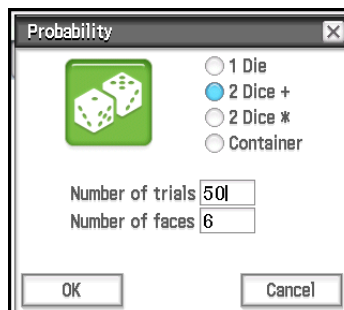 Probability
1 Die
2 Dice +
2 Dice *
Container
Number of trials 50
Number of faces 6
OK Cancel